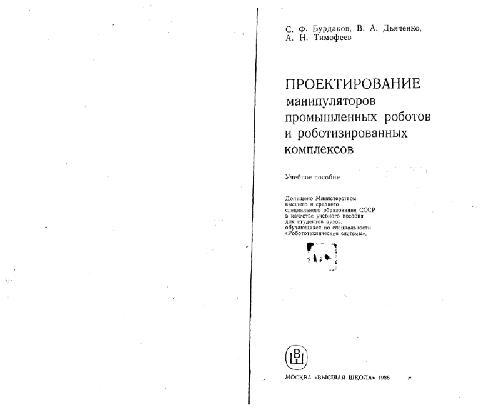 С. Ф. Бурдаков, В. А. Дьяченко,
А. Н. Тимофеев
ПРОЕКТИРОВАНИЕ
манипуляторов
промышленных роботов
и роботизированных
комплексов
Учебное пособие
Допущено Министерством
высшего и среднего
специального образования СССР
в качестве учебного пособия
для студентов вузов,
обучающихся по специальности
«Робототехнические системы».
ВШ
МОСКВА «ВЫСШАЯ ШКОЛА» 1986